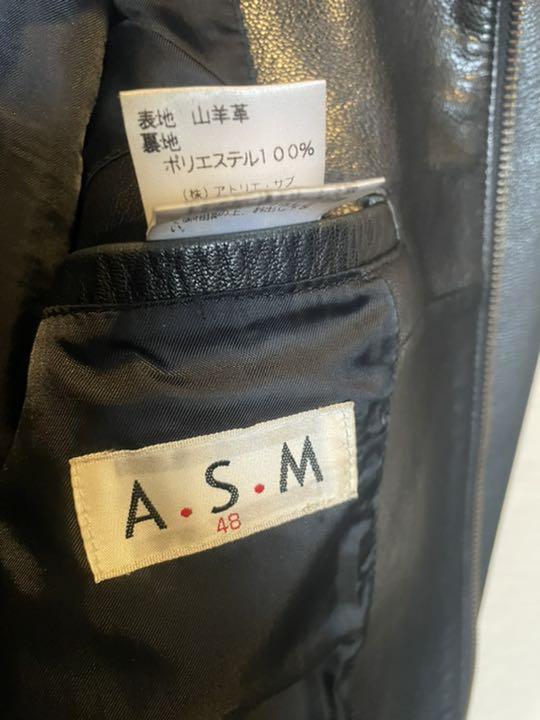 表地 山羊革
裏地
ポリエステル100%
(株)アトリエ・サブ
A・S・M
48